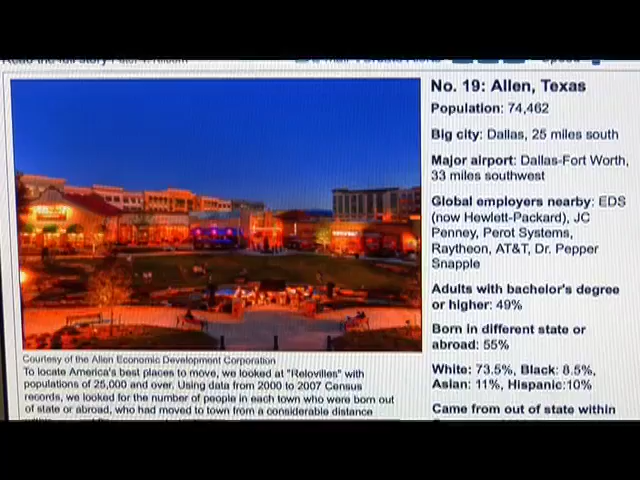 Read the full story
No. 19: Allen, Texas
Population: 74,462
Big city: Dallas, 25 miles south
Major airport: Dallas-Fort Worth,
33 miles southwest
Global employers nearby: EDS
(now Hewlett-Packard), JC
Penney, Perot Systems,
Raytheon, AT&T, Dr. Pepper
Snapple
Adults with bachelor's degree
or higher: 49%
Born in different state or
abroad: 55%
White: 73.5%, Black: 8.5%,
Asian: 11%, Hispanic:10%
Came from out of state within
Courtesy of the Allen Economic Development Corporation
To locate America's best places to move, we looked at "Relovilles" with
populations of 25,000 and over. Using data from 2000 to 2007 Census
records, we looked for the number of people in each town who were born out
of state or abroad, who had moved to town from a considerable distance